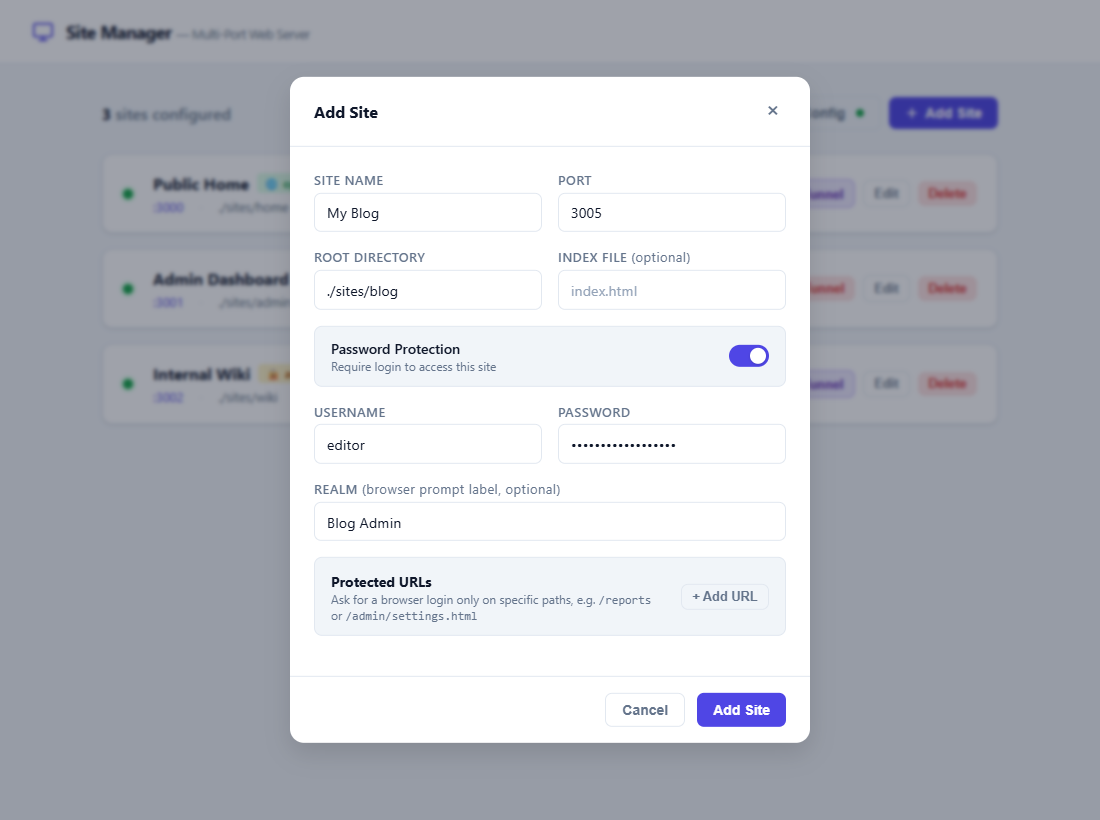 Site Manager — Multi-Port Web Server
3 sites configured
+ Add Site
Public Home
:3000 ./sites/home
Edit Delete
Admin Dashboard
:3001 ./sites/admin
Edit Delete
Internal Wiki
:3002 ./sites/wiki
Edit Delete
Add Site ×
SITE NAME PORT
My Blog 3005
ROOT DIRECTORY INDEX FILE (optional)
./sites/blog index.html
Password Protection
Require login to access this site
USERNAME PASSWORD
editor ••••••••••••••••••
REALM (browser prompt label, optional)
Blog Admin
Protected URLs
Ask for a browser login only on specific paths, e.g. /reports
or /admin/settings.html
+ Add URL
Cancel Add Site